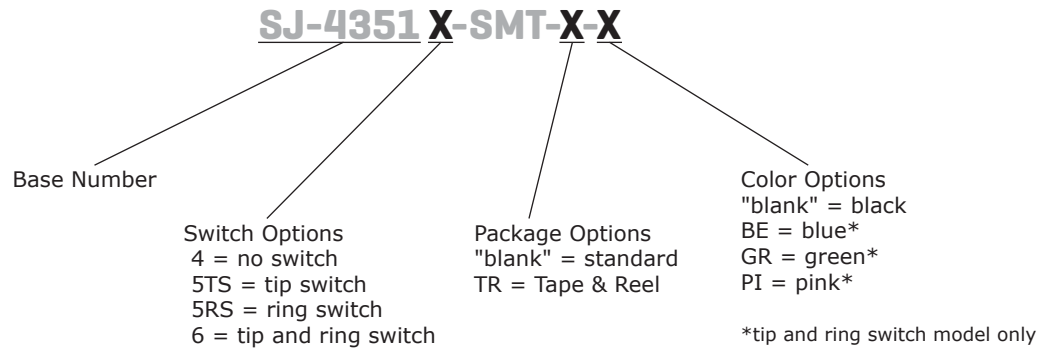 SJ-4351 X-SMT-X-X
Base Number
Switch Options
4 = no switch
5TS = tip switch
5RS = ring switch
6 = tip and ring switch
Package Options
"blank" = standard
TR = Tape & Reel
Color Options
"blank" = black
BE = blue*
GR = green*
PI = pink*
*tip and ring switch model only